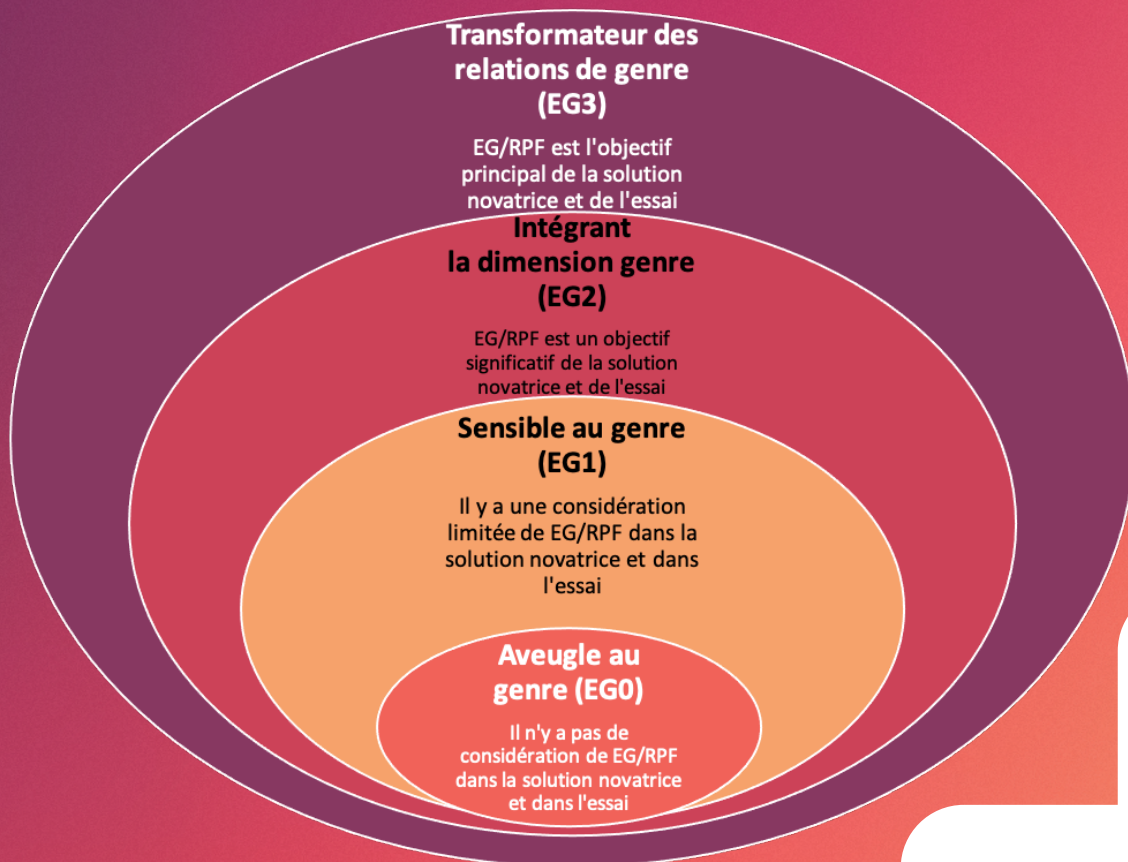 Transformateur des
relations de genre
(EG3)
EG/RPF est l'objectif
principal de la solution
novatrice et de l'essai
Intégrant
la dimension genre
(EG2)
EG/RPF est un objectif
significatif de la solution
novatrice et de l'essai
Sensible au genre
(EG1)
Il y a une considération
limitée de EG/RPF dans la
solution novatrice et dans
l'essai
Aveugle au
genre (EG0)
Il n'y a pas de
considération de EG/RPF
dans la solution novatrice
et dans l'essai